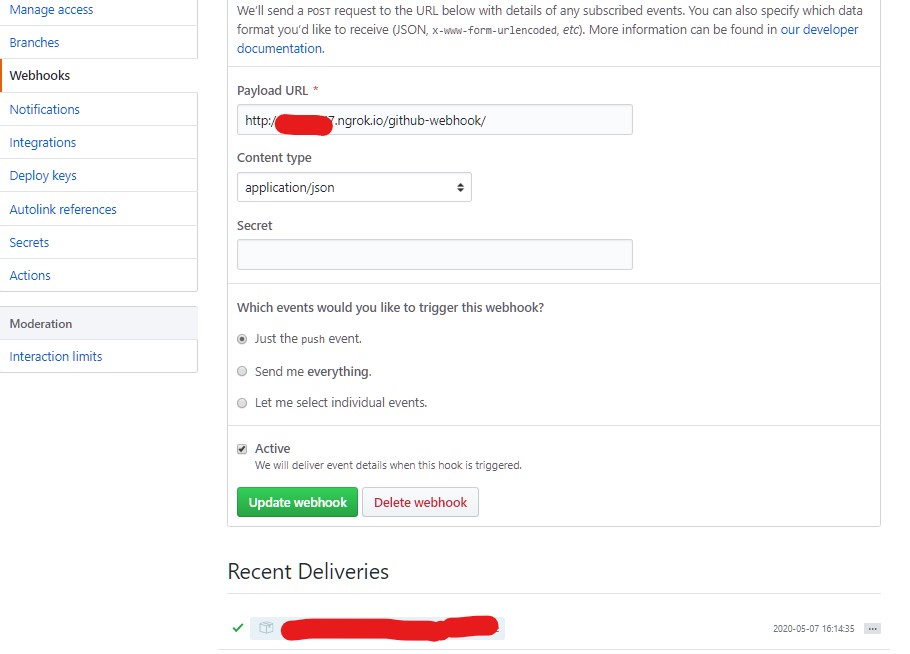 Manage access
Branches
Webhooks
Notifications
Integrations
Deploy keys
Autolink references
Secrets
Actions
Moderation
Interaction limits
We'll send a POST request to the URL below with details of any subscribed events. You can also specify which data
format you'd like to receive (JSON, x-www-form-urlencoded, etc). More information can be found in our developer
documentation.
Payload URL *
http:/ 7.ngrok.io/github-webhook/
Content type
application/json
Secret
Which events would you like to trigger this webhook?
Just the push event.
Send me everything.
Let me select individual events.
Active
We will deliver event details when this hook is triggered.
Update webhook
Delete webhook
Recent Deliveries
2020-05-07 16:14:35